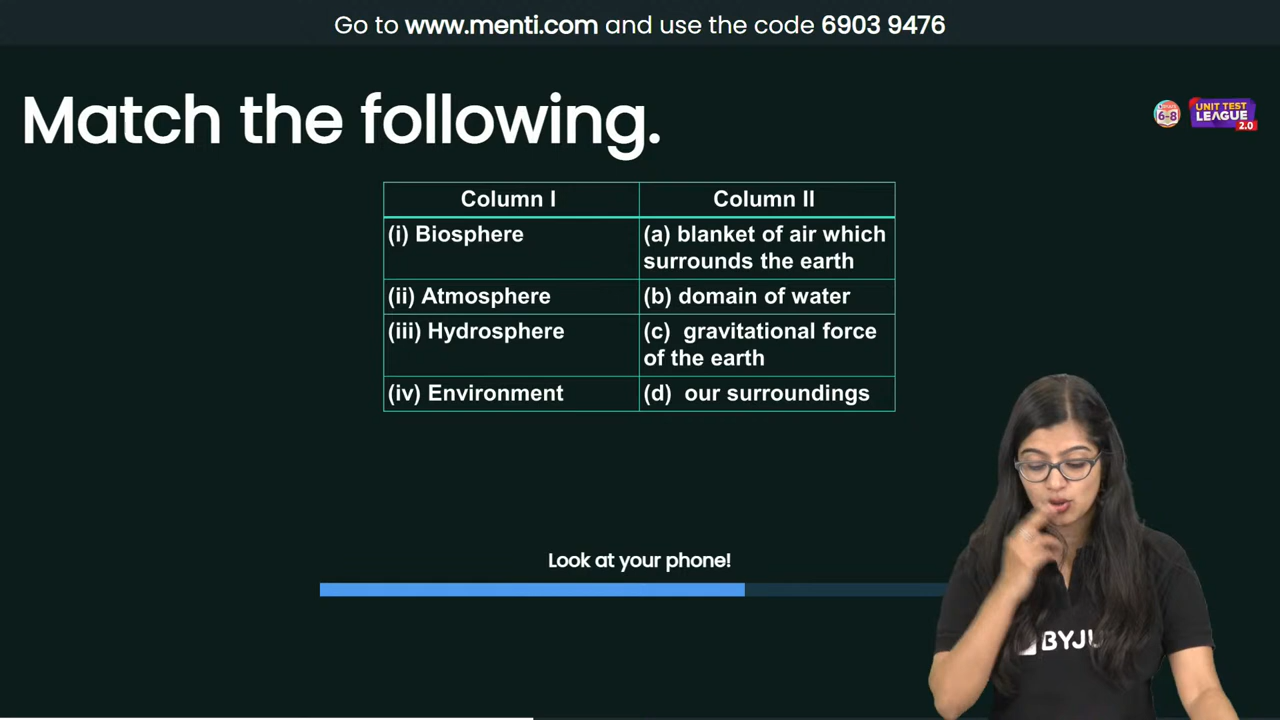 Go to www.menti.com and use the code 6903 9476
Match the following.
6-8
UNIT TEST
LEAGUE
2.0
Column I
Column II
(i) Biosphere
(a) blanket of air which
surrounds the earth
(ii) Atmosphere
(b) domain of water
(iii) Hydrosphere
(c) gravitational force
of the earth
(iv) Environment
(d) our surroundings
Look at your phone!
BYJU